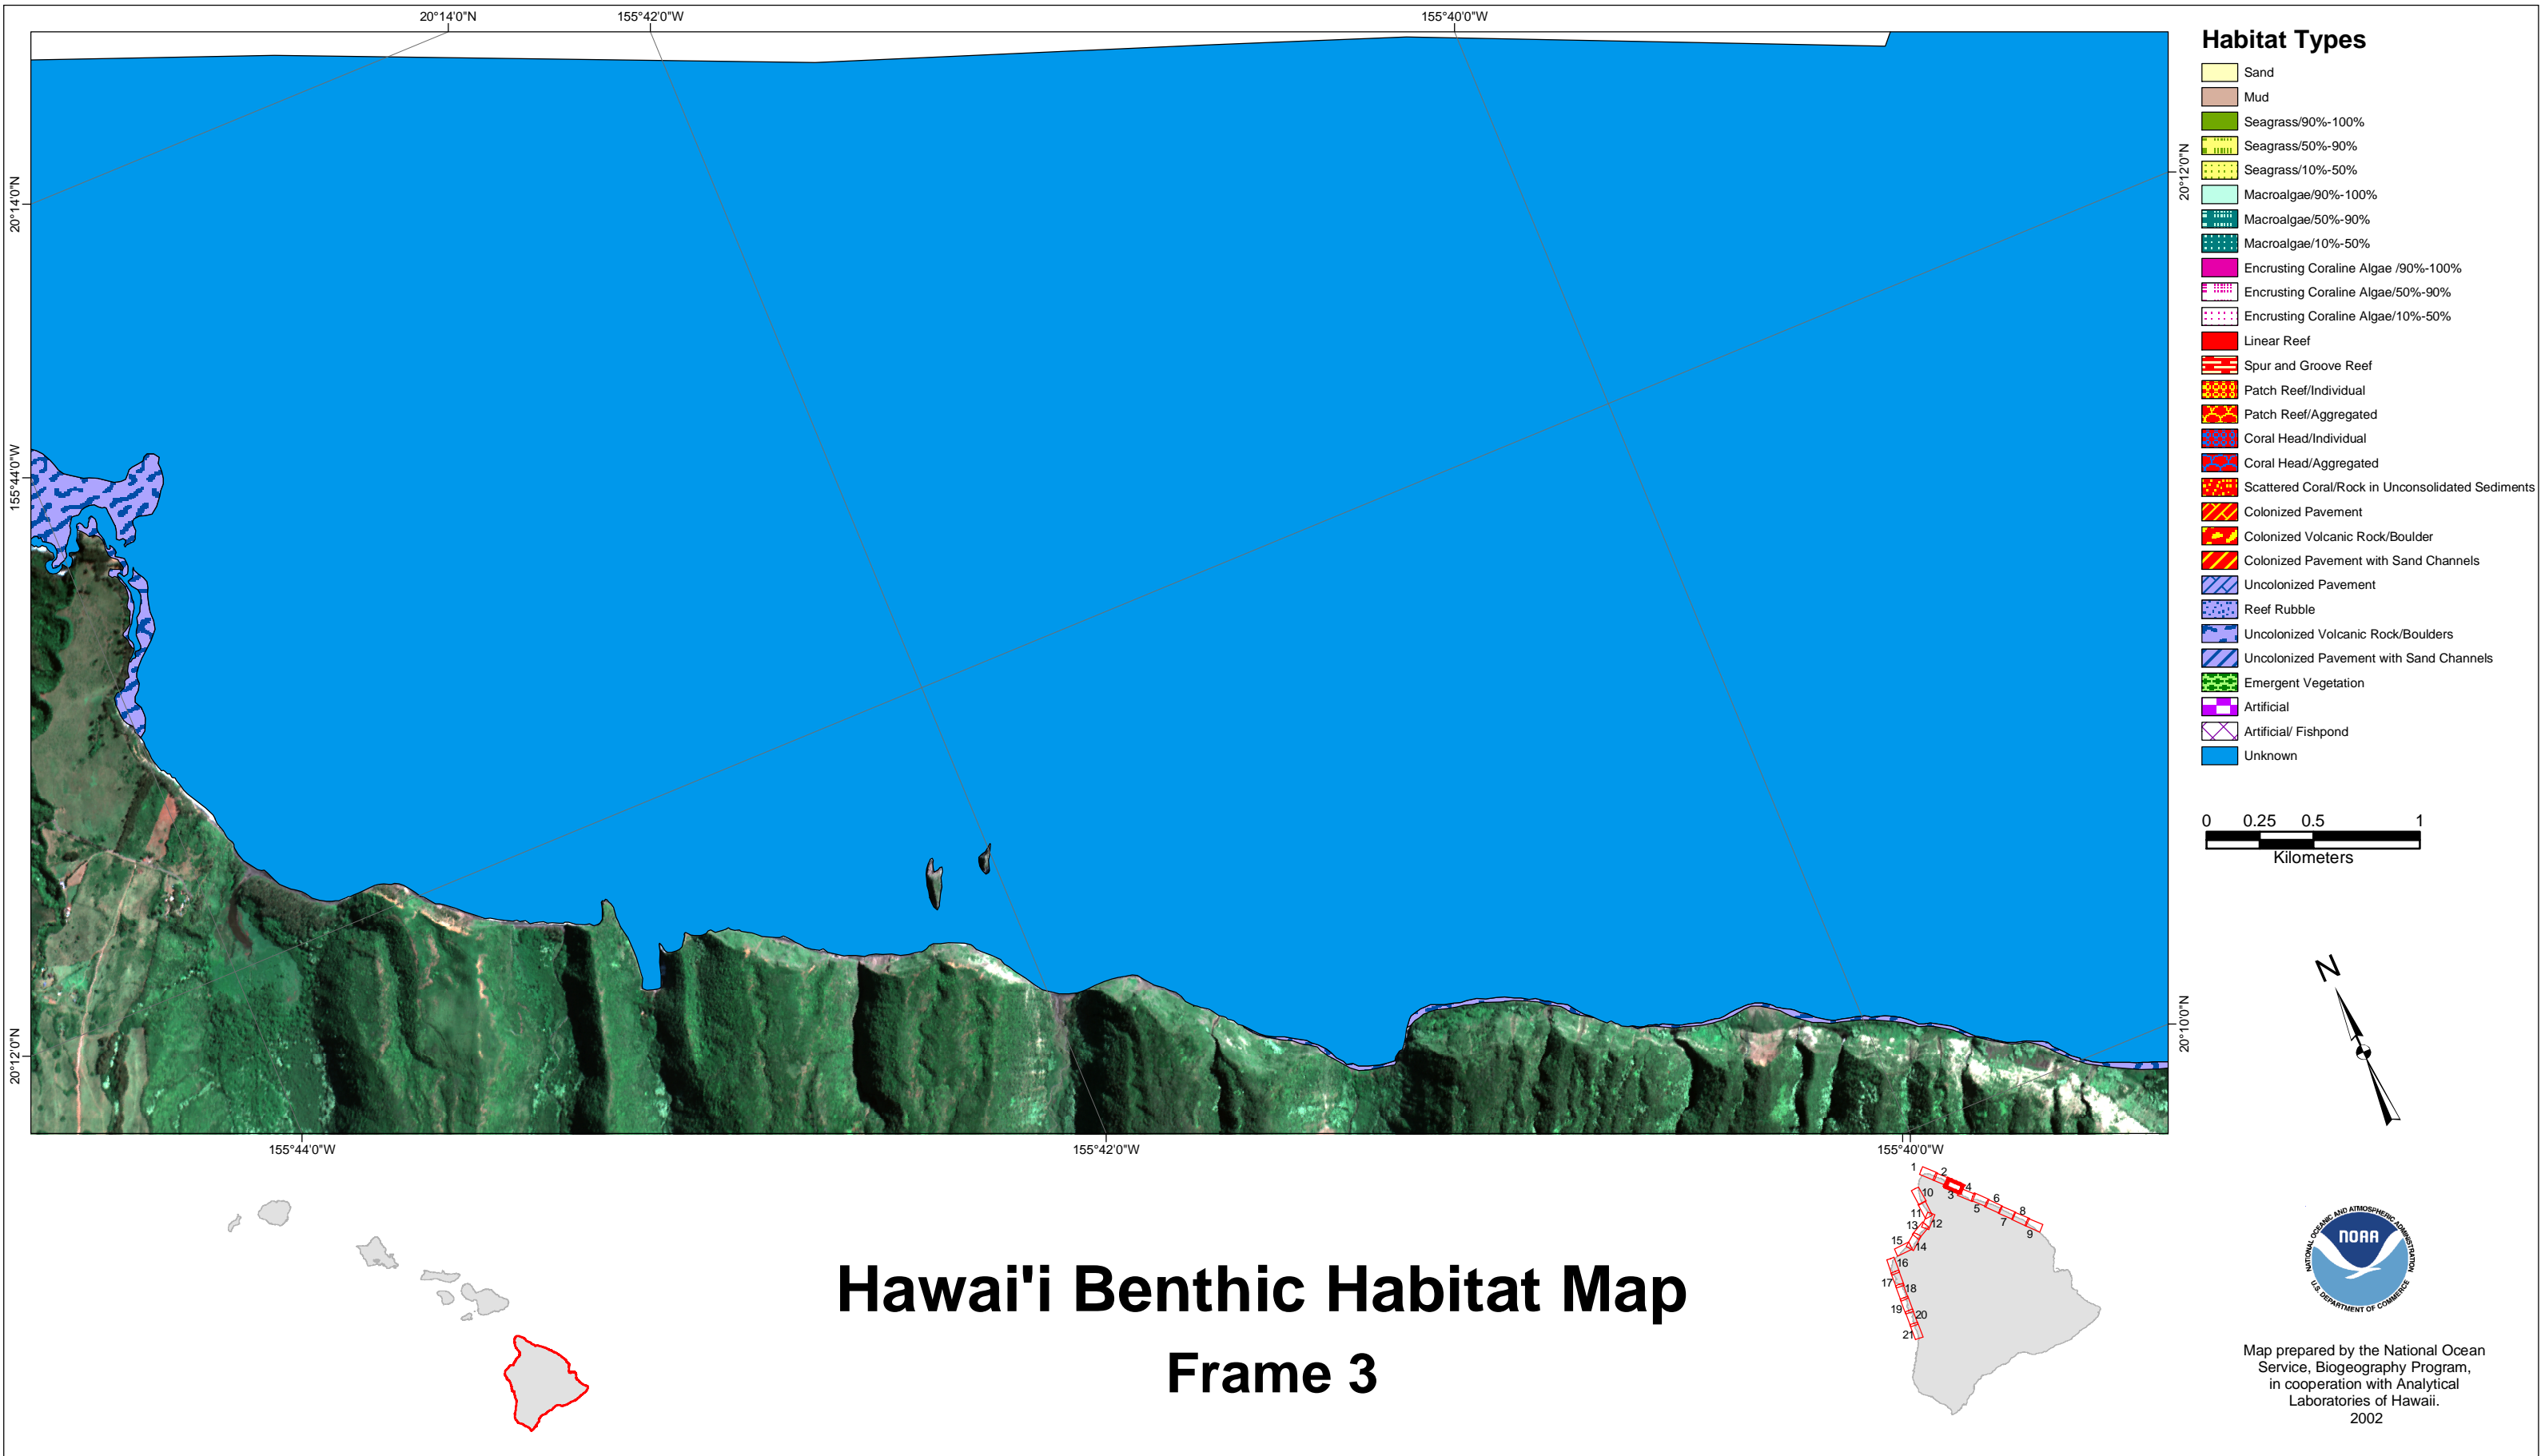 20°14'0"N
155°42'0"W
155°40'0"W
20°14'0"N
155°44'0"W
20°12'0"N
20°12'0"N
20°10'0"N
155°44'0"W
155°42'0"W
155°40'0"W
Habitat Types
Sand
Mud
Seagrass/90%-100%
Seagrass/50%-90%
Seagrass/10%-50%
Macroalgae/90%-100%
Macroalgae/50%-90%
Macroalgae/10%-50%
Encrusting Coraline Algae /90%-100%
Encrusting Coraline Algae/50%-90%
Encrusting Coraline Algae/10%-50%
Linear Reef
Spur and Groove Reef
Patch Reef/Individual
Patch Reef/Aggregated
Coral Head/Individual
Coral Head/Aggregated
Scattered Coral/Rock in Unconsolidated Sediments
Colonized Pavement
Colonized Volcanic Rock/Boulder
Colonized Pavement with Sand Channels
Uncolonized Pavement
Reef Rubble
Uncolonized Volcanic Rock/Boulders
Uncolonized Pavement with Sand Channels
Emergent Vegetation
Artificial
Artificial/ Fishpond
Unknown
0 0.25 0.5 1
Kilometers
N
1
2
3
4
5
6
7
8
9
10
11
12
13
14
15
16
17
18
19
20
21
Hawai'i Benthic Habitat Map
Frame 3
NATIONAL OCEANIC AND ATMOSPHERIC ADMINISTRATION
NOAA
U.S. DEPARTMENT OF COMMERCE
Map prepared by the National Ocean
Service, Biogeography Program,
in cooperation with Analytical
Laboratories of Hawaii.
2002